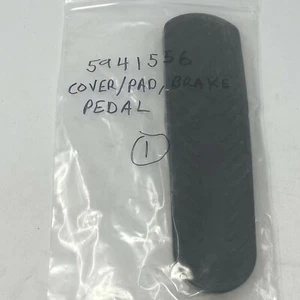 5941556
COVER/PAD, BRAKE
PEDAL
1